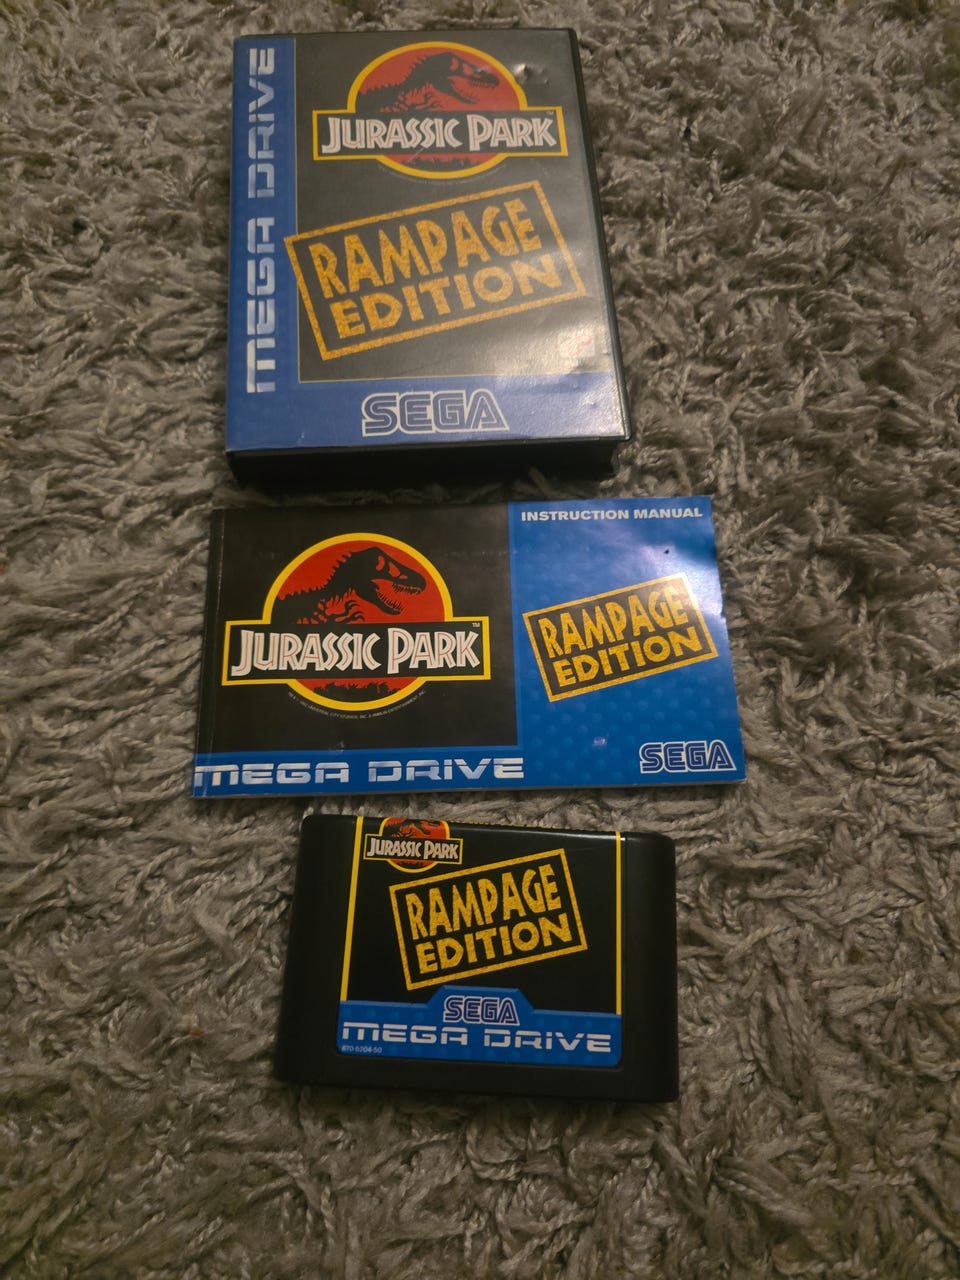 MEGA DRIVE
JURASSIC PARK
RAMPAGE
EDITION
SEGA
INSTRUCTION MANUAL
JURASSIC PARK
TM
RAMPAGE
EDITION
MEGA DRIVE
SEGA
JURASSIC PARK
RAMPAGE
EDITION
SEGA
MEGA DRIVE